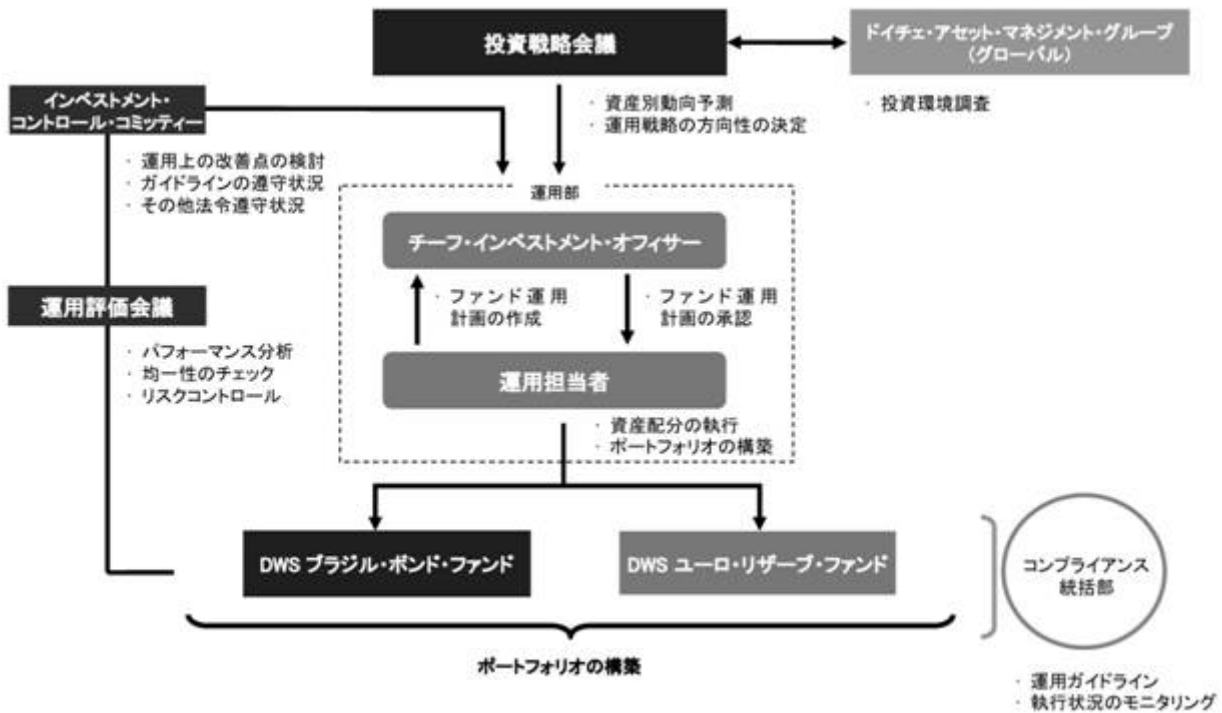 投資戦略会議
ドイチェ・アセット・マネジメント・グループ
(グローバル)
・ 資産別動向予測
・ 運用戦略の方向性の決定
・ 投資環境調査
インベストメント・
コントロール・コミッティー
・ 運用上の改善点の検討
・ ガイドラインの遵守状況
・ その他法令遵守状況
運用部
チーフ・インベストメント・オフィサー
・ ファンド運用
計画の作成
・ ファンド運用
計画の承認
運用評価会議
・ パフォーマンス分析
・ 均一性のチェック
・ リスクコントロール
運用担当者
・ 資産配分の執行
・ ポートフォリオの構築
DWS ブラジル・ボンド・ファンド
DWS ユーロ・リザーブ・ファンド
コンプライアンス
統括部
ポートフォリオの構築
・ 運用ガイドライン
・ 執行状況のモニタリング